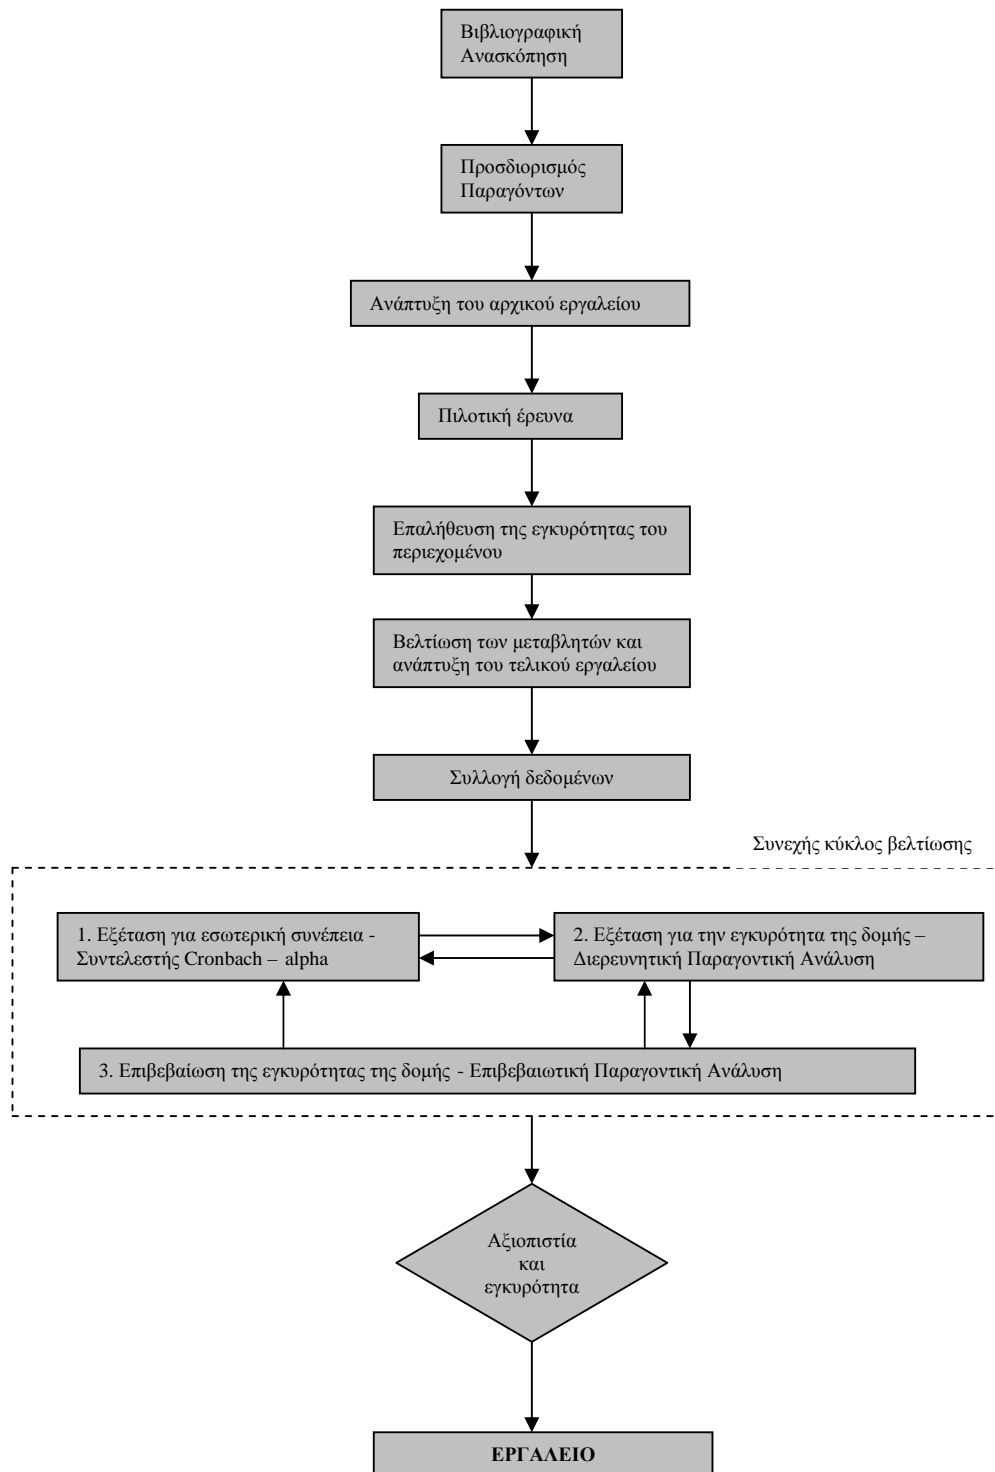 Βιβλιογραφική
Ανασκόπηση
Προσδιορισμός
Παραγόντων
Ανάπτυξη του αρχικού εργαλείου
Πιλοτική έρευνα
Επαλήθευση της εγκυρότητας του
περιεχομένου
Βελτίωση των μεταβλητών και
ανάπτυξη του τελικού εργαλείου
Συλλογή δεδομένων
Συνεχής κύκλος βελτίωσης
1. Εξέταση για εσωτερική συνέπεια -
Συντελεστής Cronbach – alpha
2. Εξέταση για την εγκυρότητα της δομής –
Διερευνητική Παραγοντική Ανάλυση
3. Επιβεβαίωση της εγκυρότητας της δομής - Επιβεβαιωτική Παραγοντική Ανάλυση
Αξιοπιστία
και
εγκυρότητα
ΕΡΓΑΛΕΙΟ